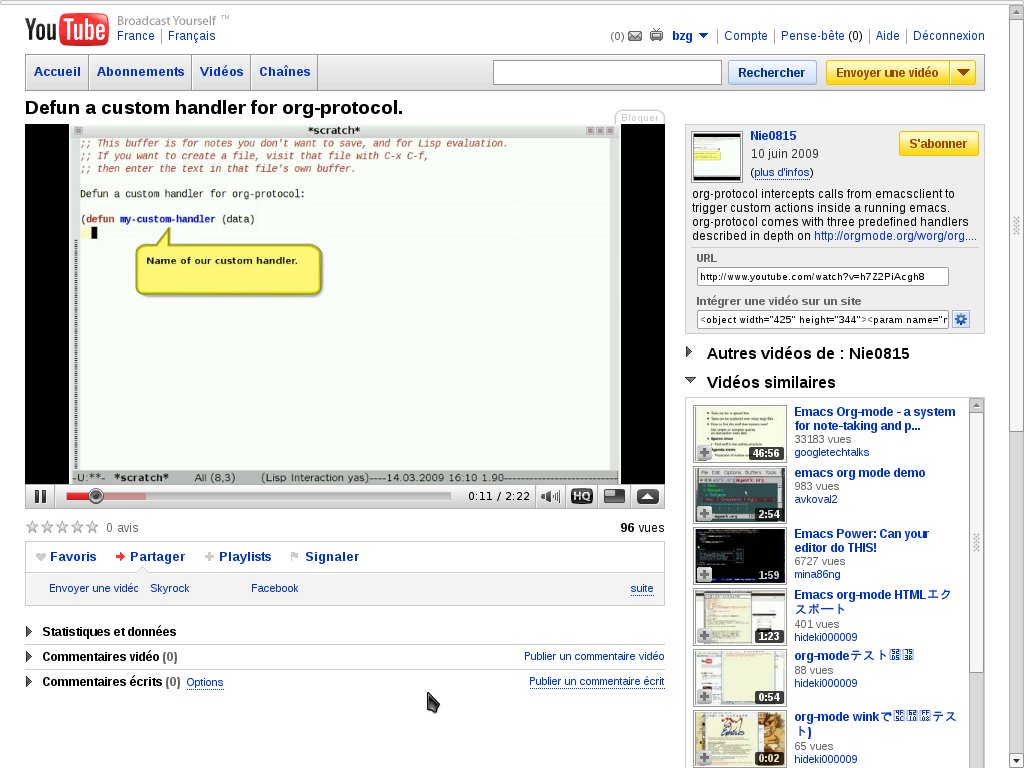 YouTube
Broadcast Yourself ™
France | Français
(0) bzg Compte Pense-bête (0) Aide Déconnexion
Accueil Abonnements Vidéos Chaînes Rechercher Envoyer une vidéo
Defun a custom handler for org-protocol.
Bloquer
*scratch*
;; This buffer is for notes you don't want to save, and for Lisp evaluation.
;; If you want to create a file, visit that file with C-x C-f,
;; then enter the text in that file's own buffer.
Defun a custom handler for org-protocol:
(defun my-custom-handler (data)
Name of our custom handler.
-U:**- *scratch* All (8,3) (Lisp Interaction yas)----14.03.2009 16:10 1.90
0:11 / 2:22 HQ
0 avis 96 vues
Favoris Partager Playlists Signaler
Envoyer une vidéc Skyrock Facebook suite
Statistiques et données
Commentaires vidéo (0) Publier un commentaire vidéo
Commentaires écrits (0) Options Publier un commentaire écrit
Nie0815
10 juin 2009
(plus d'infos)
S'abonner
org-protocol intercepts calls from emacsclient to
trigger custom actions inside a running emacs.
org-protocol comes with three predefined handlers
described in depth on http://orgmode.org/worg/org....
URL
http://www.youtube.com/watch?v=h7Z2PiAcgh8
Intégrer une vidéo sur un site
<object width="425" height="344"><param name="r
Autres vidéos de : Nie0815
Vidéos similaires
Emacs Org-mode - a system
for note-taking and p...
33183 vues
googletechtalks
46:56
emacs org mode demo
983 vues
avkoval2
2:54
Emacs Power: Can your
editor do THIS!
6727 vues
mina86ng
1:59
Emacs org-mode HTMLエク
スポート
401 vues
hideki000009
1:23
org-modeテスト
88 vues
hideki000009
0:54
org-mode winkで テス
ト)
65 vues
hideki000009
0:02